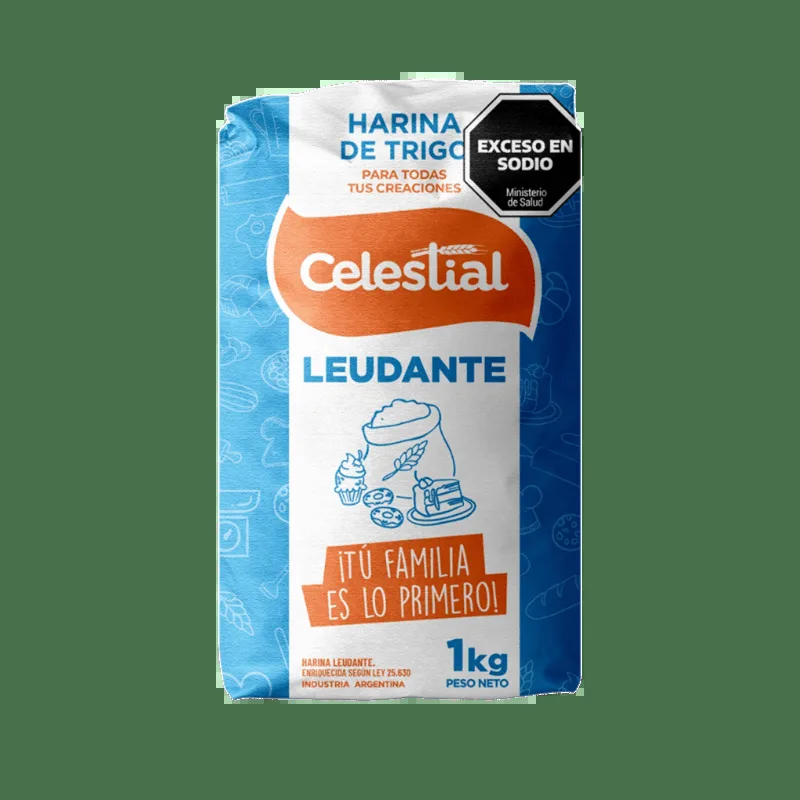 HARINA
DE TRIGO
PARA TODAS
TUS CREACIONES
EXCESO EN
SODIO
Ministerio
de Salud
Celestial
LEUDANTE
¡TÚ FAMILIA
ES LO PRIMERO!
HARINA LEUDANTE.
ENRIQUECIDA SEGÚN LEY 25.630
INDUSTRIA ARGENTINA
1kg
PESO NETO